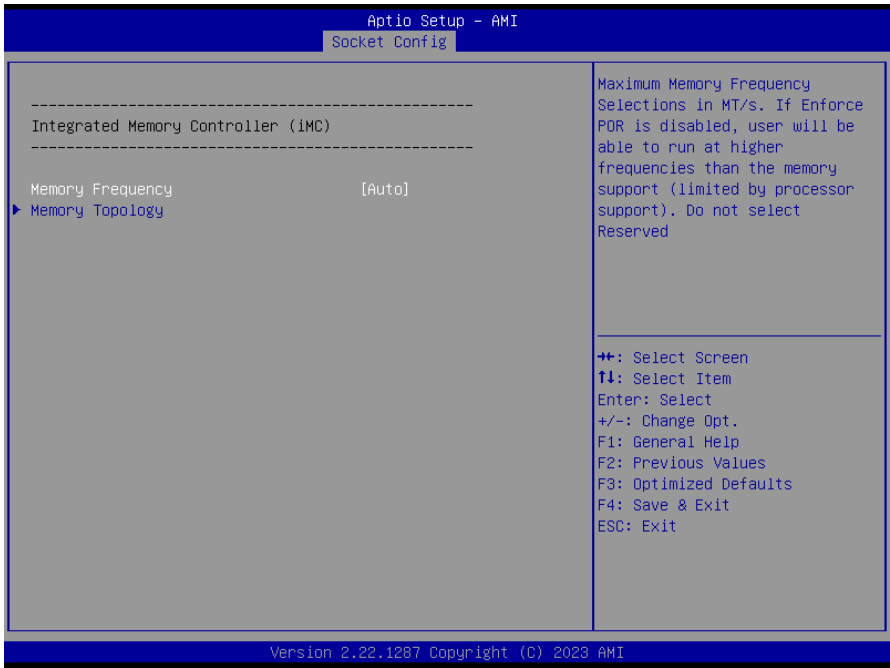 Aptio Setup - AMI
Socket Config
--------------------------------------------------
Integrated Memory Controller (iMC)
--------------------------------------------------
Memory Frequency [Auto]
Memory Topology
Maximum Memory Frequency
Selections in MT/s. If Enforce
POR is disabled, user will be
able to run at higher
frequencies than the memory
support (limited by processor
support). Do not select
Reserved
→←: Select Screen
↑↓: Select Item
Enter: Select
+/-: Change Opt.
F1: General Help
F2: Previous Values
F3: Optimized Defaults
F4: Save & Exit
ESC: Exit
Version 2.22.1287 Copyright (C) 2023 AMI